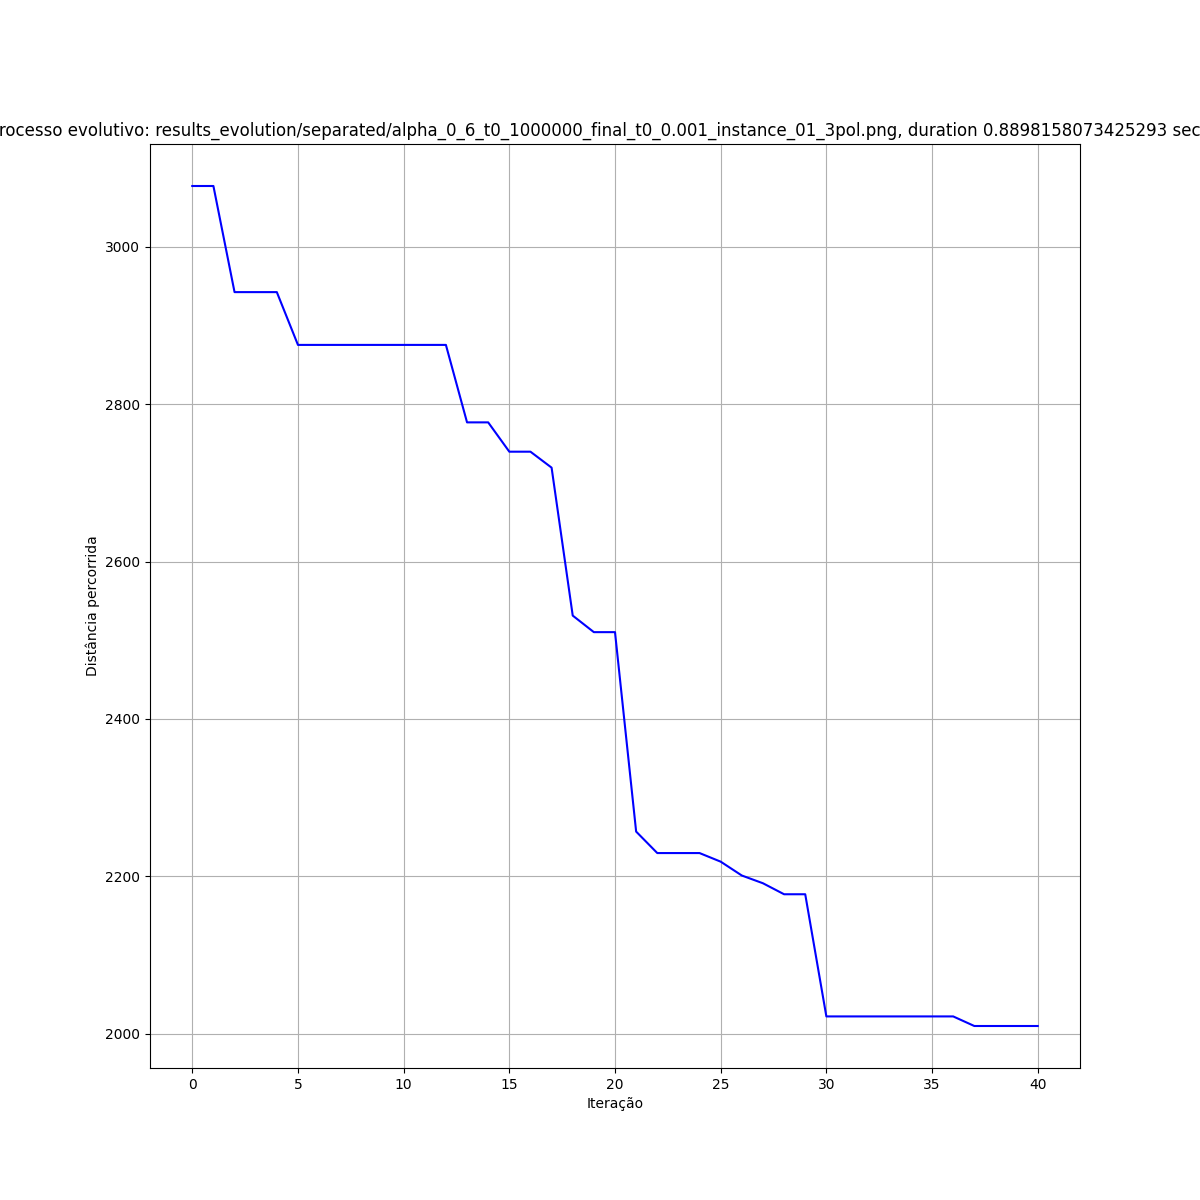 rocesso evolutivo: results_evolution/separated/alpha_0_6_t0_1000000_final_t0_0.001_instance_01_3pol.png, duration 0.8898158073425293 sec
3000
2800
2600
2400
2200
2000
Distância percorrida
0 5 10 15 20 25 30 35 40
Iteração